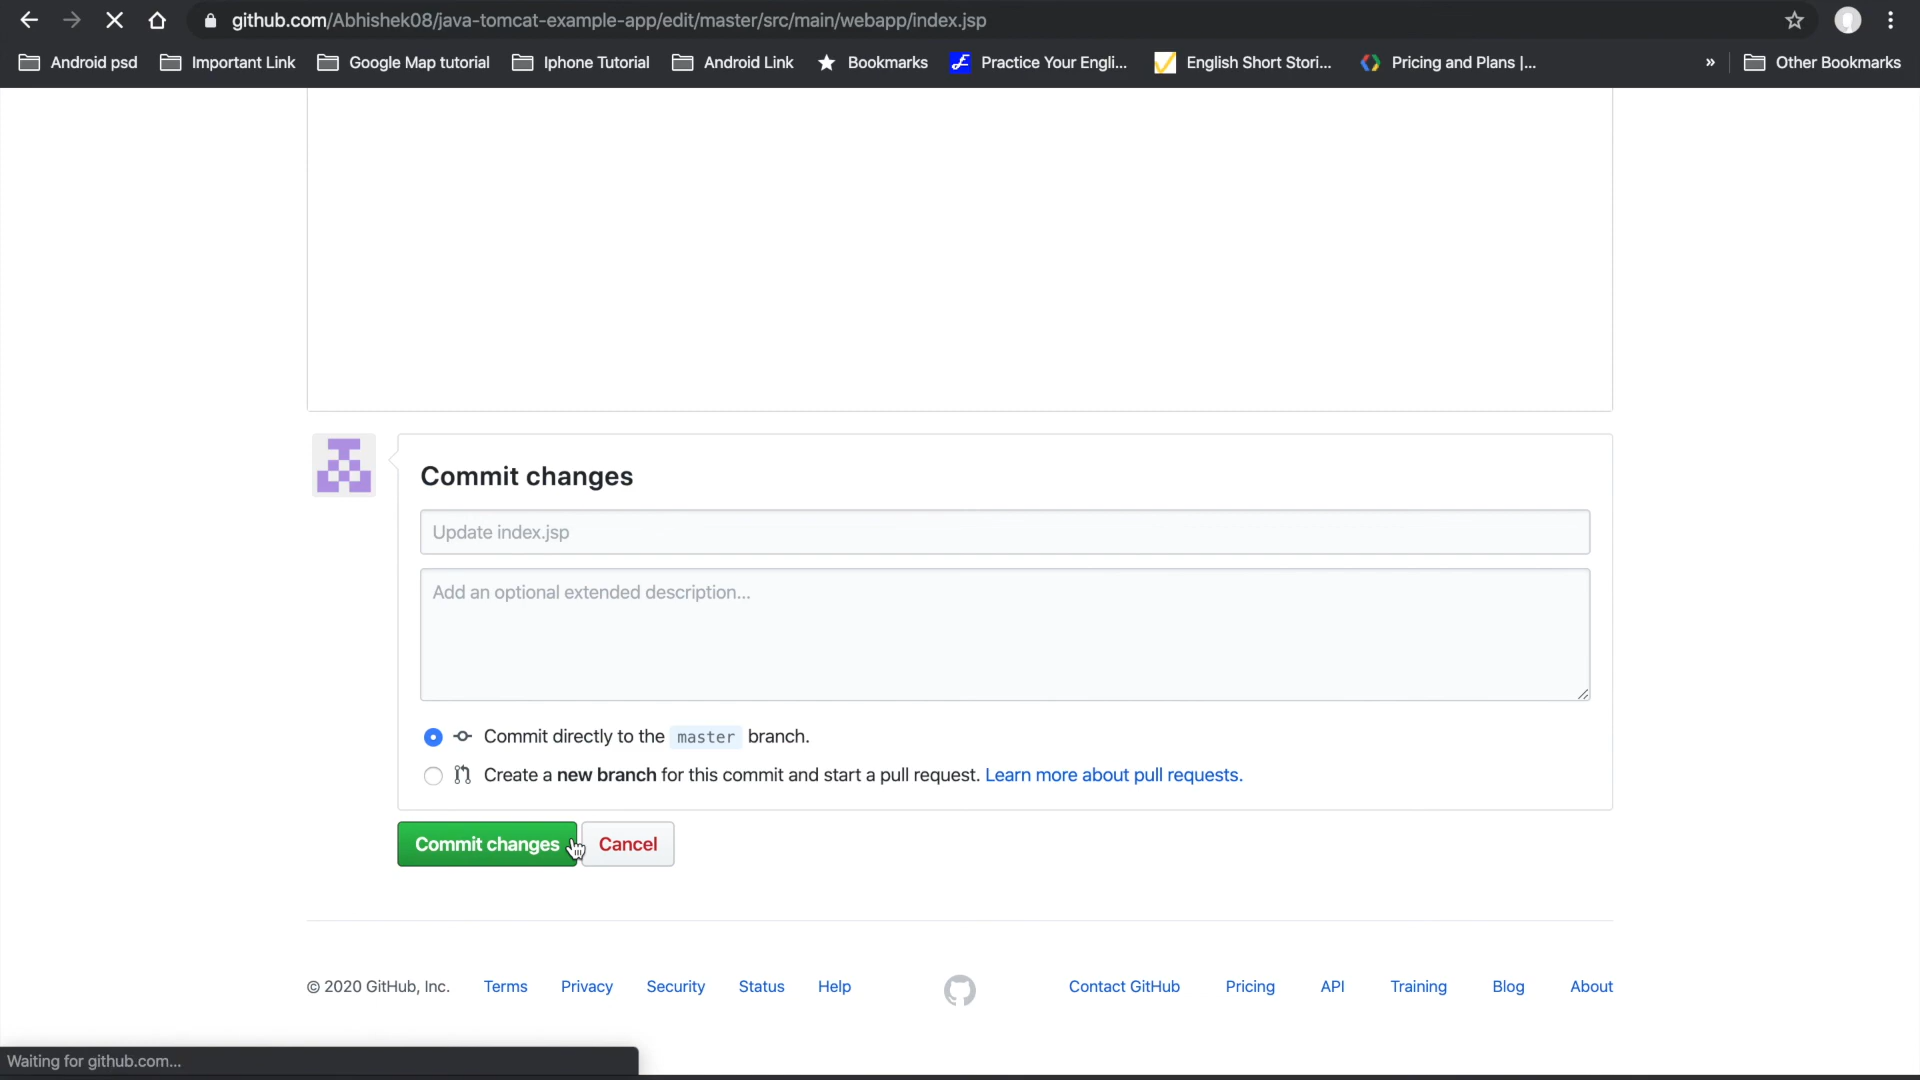 github.com/Abhishek08/java-tomcat-example-app/edit/master/src/main/webapp/index.jsp
Android psd Important Link Google Map tutorial Iphone Tutorial Android Link Bookmarks Practice Your Engli... English Short Stori... Pricing and Plans |... » Other Bookmarks
Commit changes
Update index.jsp
Add an optional extended description...
Commit directly to the master branch.
Create a new branch for this commit and start a pull request. Learn more about pull requests.
Commit changes Cancel
© 2020 GitHub, Inc. Terms Privacy Security Status Help Contact GitHub Pricing API Training Blog About
Waiting for github.com...